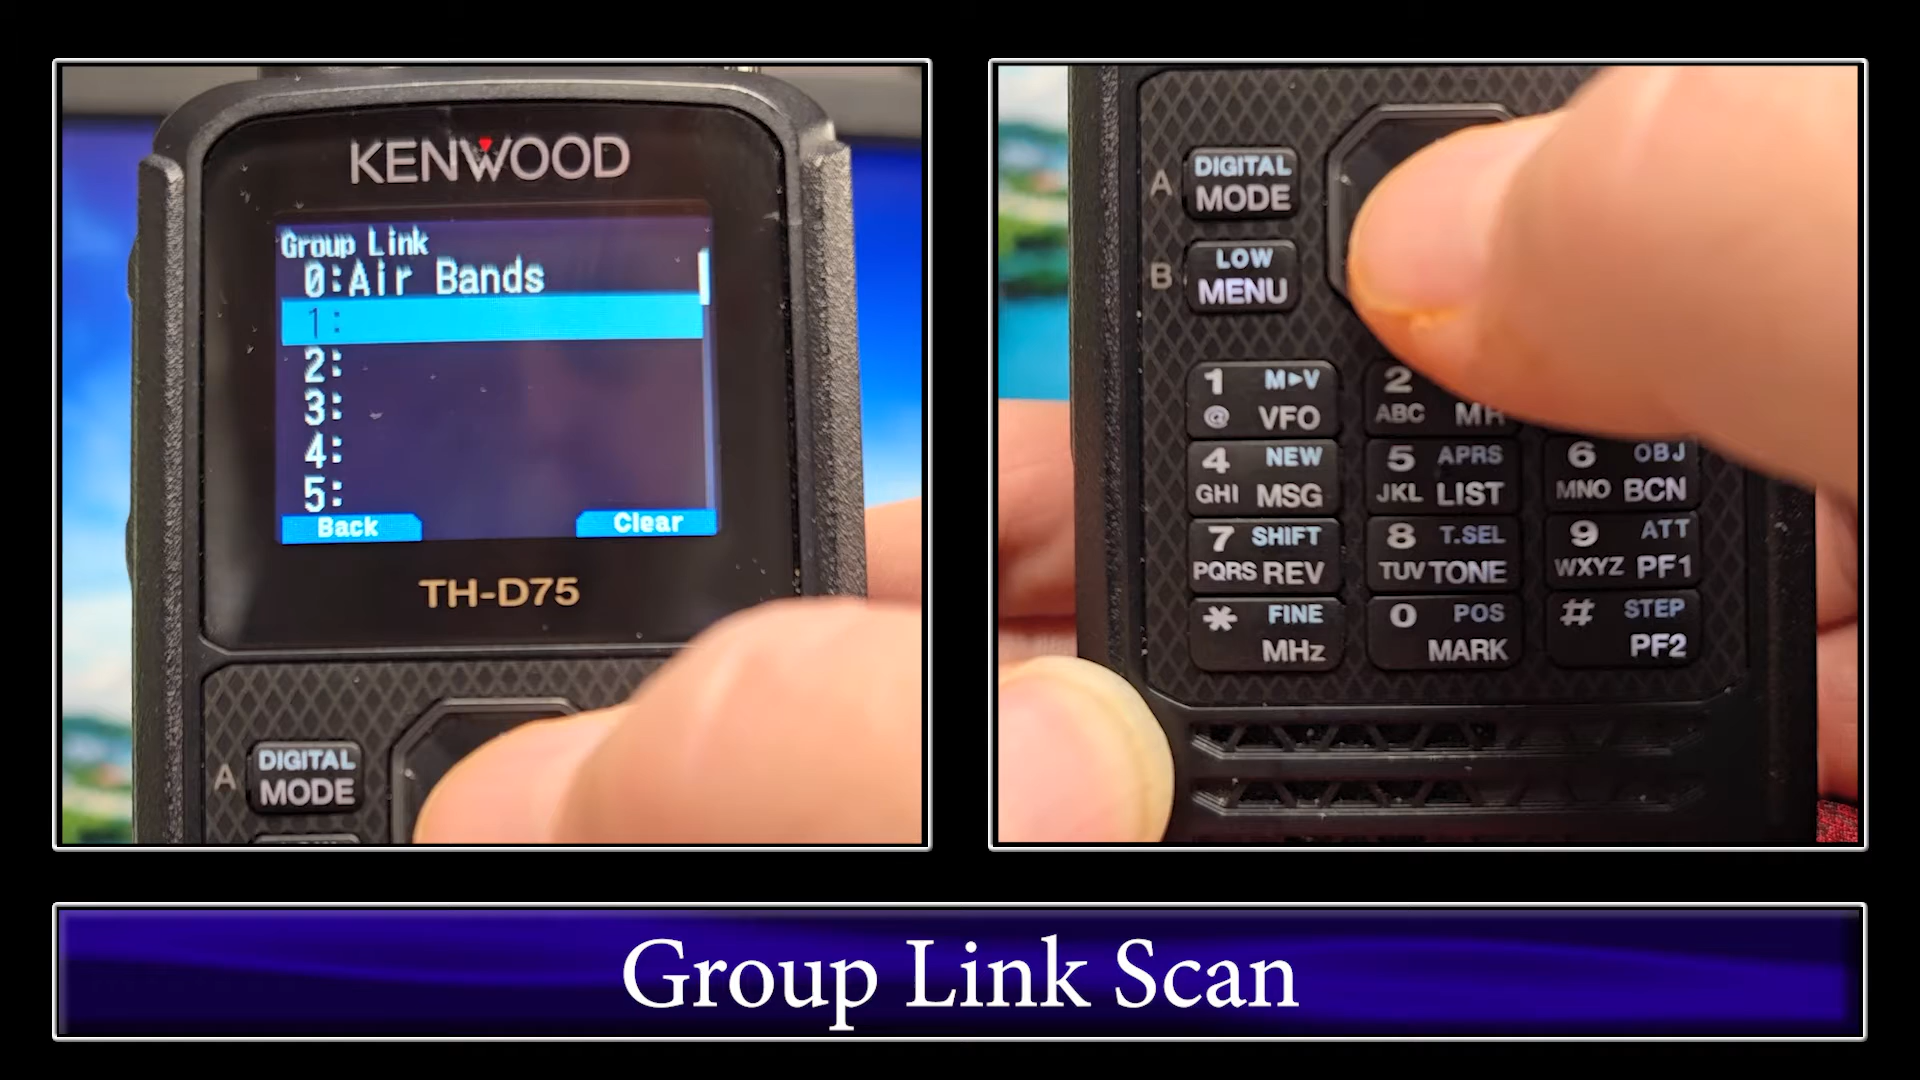 KENWOOD
Group Link
0:Air Bands
1:
2:
3:
4:
5:
Back Clear
TH-D75
A DIGITAL
MODE
A DIGITAL
MODE
B LOW
MENU
1 M►V
@ VFO
2
ABC MR
4 NEW
GHI MSG
5 APRS
JKL LIST
6 OBJ
MNO BCN
7 SHIFT
PQRS REV
8 T.SEL
TUV TONE
9 ATT
WXYZ PF1
* FINE
MHz
0 POS
MARK
# STEP
PF2
Group Link Scan